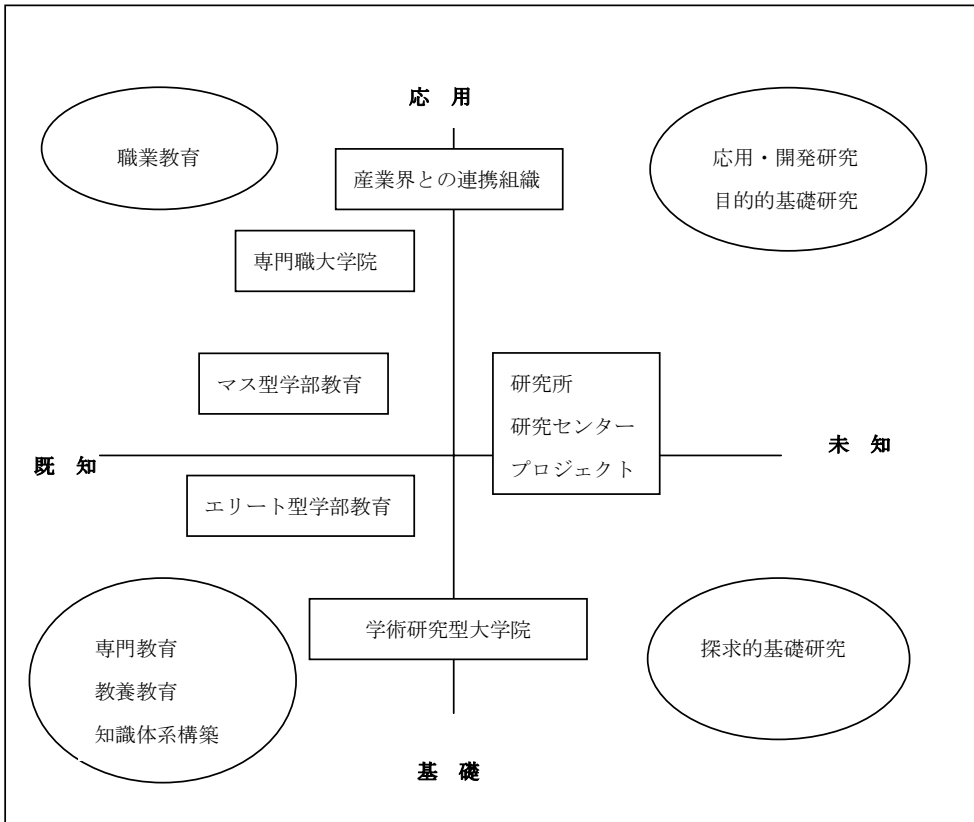 応 用
職業教育
産業界との連携組織
応用・開発研究
目的的基礎研究
専門職大学院
マス型学部教育
研究所
研究センター
プロジェクト
未 知
既 知
エリート型学部教育
学術研究型大学院
専門教育
教養教育
知識体系構築
探求的基礎研究
基 礎